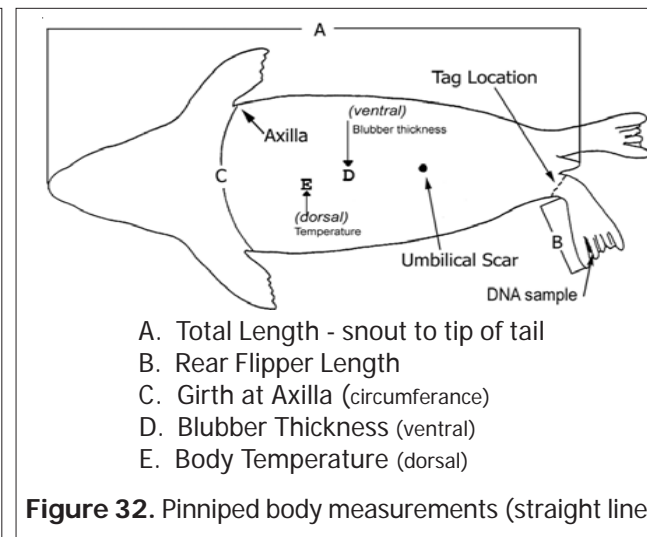 A
Tag Location
(ventral)
Blubber thickness
Axilla
C
D
E
(dorsal)
Temperature
B
Umbilical Scar
DNA sample
A. Total Length - snout to tip of tail
B. Rear Flipper Length
C. Girth at Axilla (circumferance)
D. Blubber Thickness (ventral)
E. Body Temperature (dorsal)
Figure 32. Pinniped body measurements (straight line